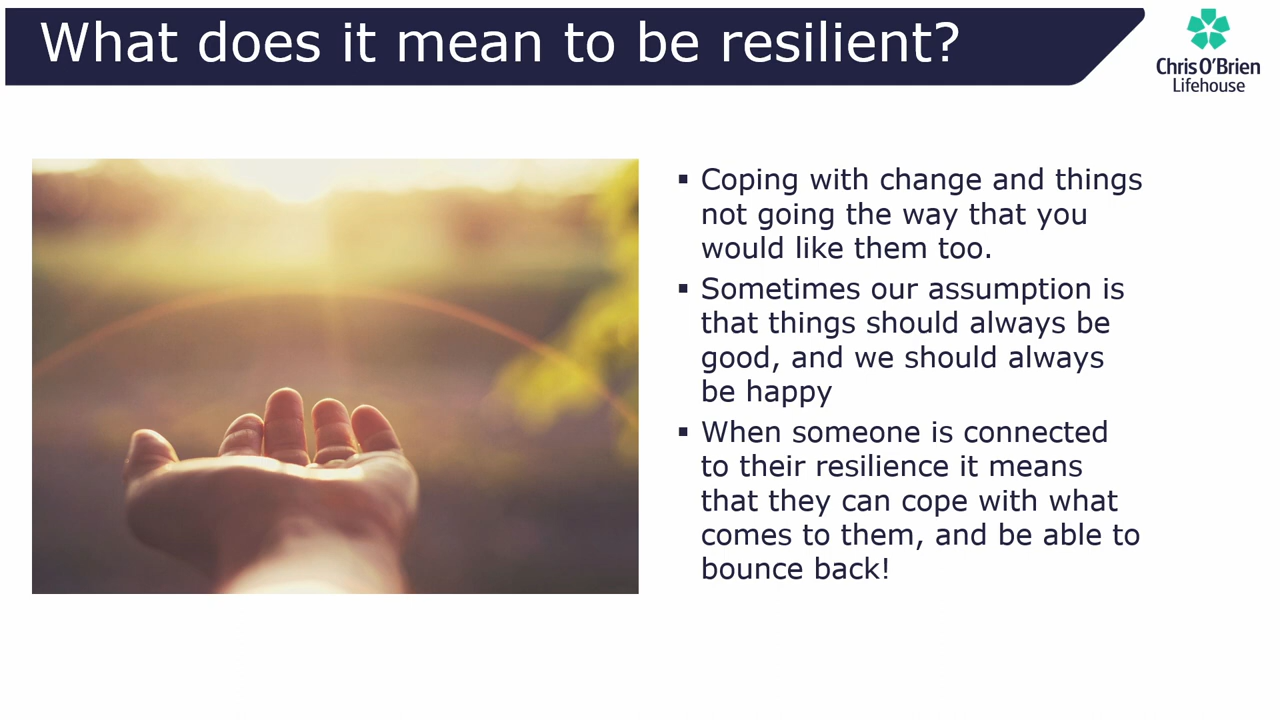 What does it mean to be resilient?
Chris O'Brien
Lifehouse
▪ Coping with change and things
not going the way that you
would like them too.
▪ Sometimes our assumption is
that things should always be
good, and we should always
be happy
▪ When someone is connected
to their resilience it means
that they can cope with what
comes to them, and be able to
bounce back!